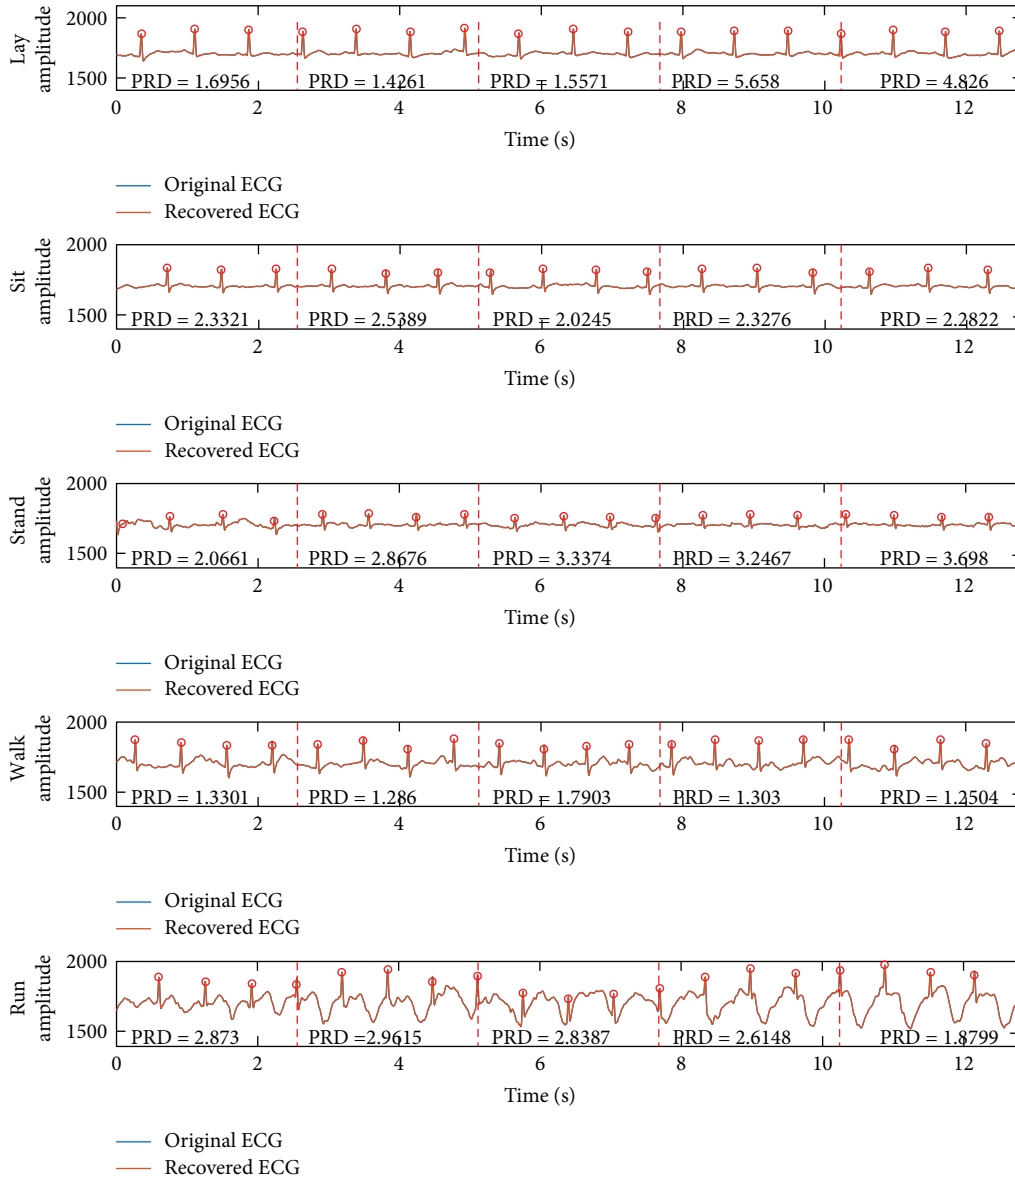 Lay
amplitude
2000
1500
PRD = 1.6956 PRD = 1.4261 PRD = 1.5571 PRD = 5.658 PRD = 4.826
0 2 4 6 8 10 12
Time (s)
Original ECG
Recovered ECG
Sit
amplitude
2000
1500
PRD = 2.3321 PRD = 2.5389 PRD = 2.0245 PRD = 2.3276 PRD = 2.2822
0 2 4 6 8 10 12
Time (s)
Original ECG
Recovered ECG
Stand
amplitude
2000
1500
PRD = 2.0661 PRD = 2.8676 PRD = 3.3374 PRD = 3.2467 PRD = 3.698
0 2 4 6 8 10 12
Time (s)
Original ECG
Recovered ECG
Walk
amplitude
2000
1500
PRD = 1.3301 PRD = 1.286 PRD = 1.7903 PRD = 1.303 PRD = 1.2504
0 2 4 6 8 10 12
Time (s)
Original ECG
Recovered ECG
Run
amplitude
2000
1500
PRD = 2.873 PRD =2.9615 PRD = 2.8387 PRD = 2.6148 PRD = 1.8799
0 2 4 6 8 10 12
Time (s)
Original ECG
Recovered ECG